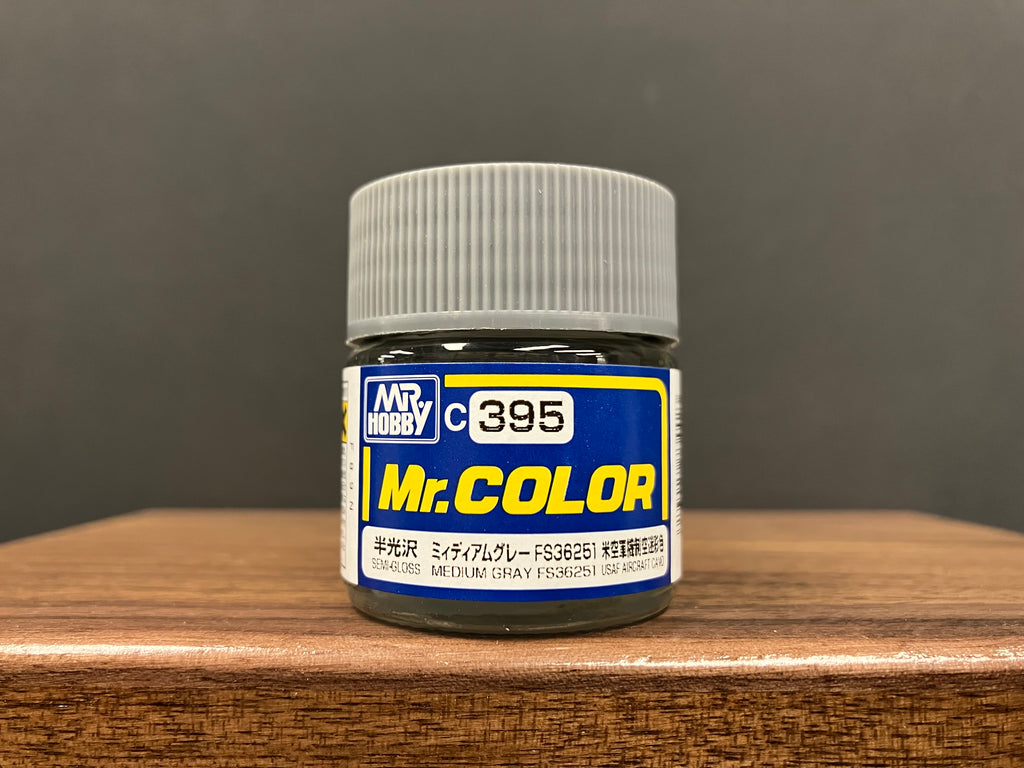 MR.
HOBBY
C 395
Mr.COLOR
半光沢 ミィディアムグレー FS36251 米空軍機制空迷彩色
SEMI-GLOSS MEDIUM GRAY FS36251 USAF AIRCRAFT CAMO